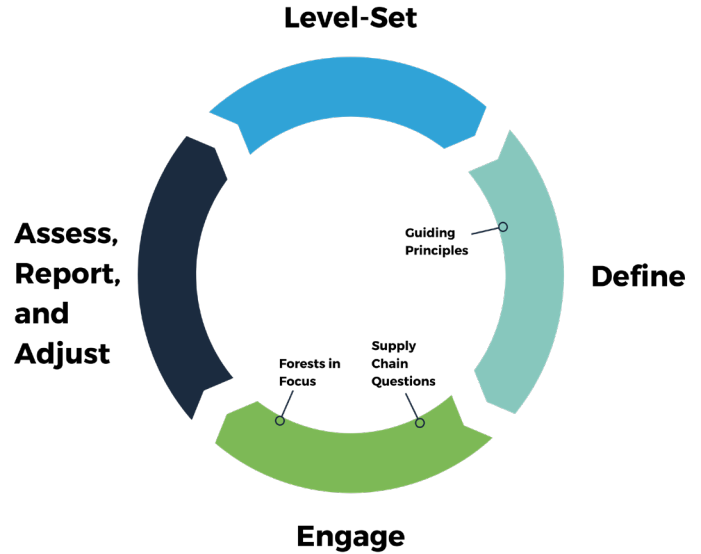 Level-Set
Guiding
Principles
Define
Assess,
Report,
and
Adjust
Supply
Chain
Questions
Forests in
Focus
Engage